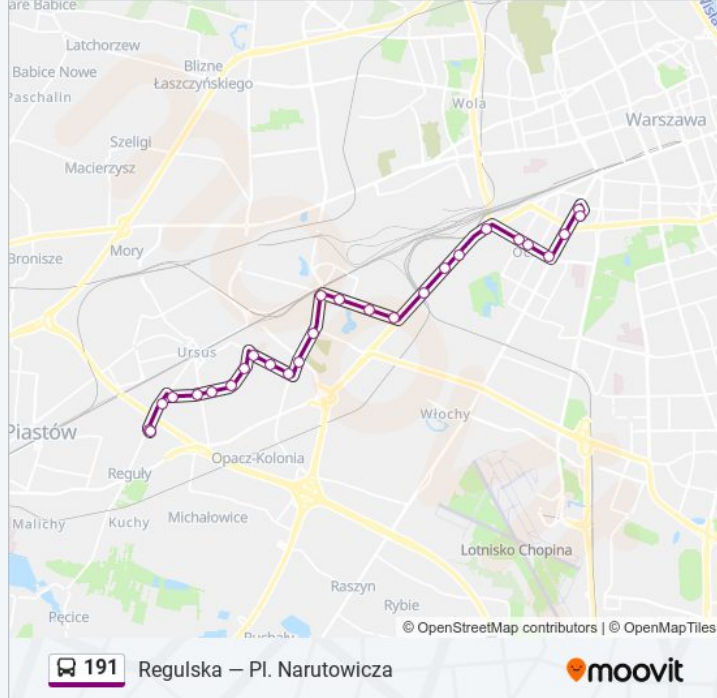 are Babice
Latchorzew
Babice Nowe
Blizne
Łaszczyńskiego
Paschalin
Wola
Warszawa
Szeligi
Macierzysz
Bronisze
Mory
Ursus
Włochy
Piastów
Opacz-Kolonia
Reguły
Malichy
Kuchy
Michałowice
Lotnisko Chopina
Raszyn
Rybie
Pęcice
© OpenStreetMap contributors | © OpenMapTiles
191 Regulska — Pl. Narutowicza
moovit